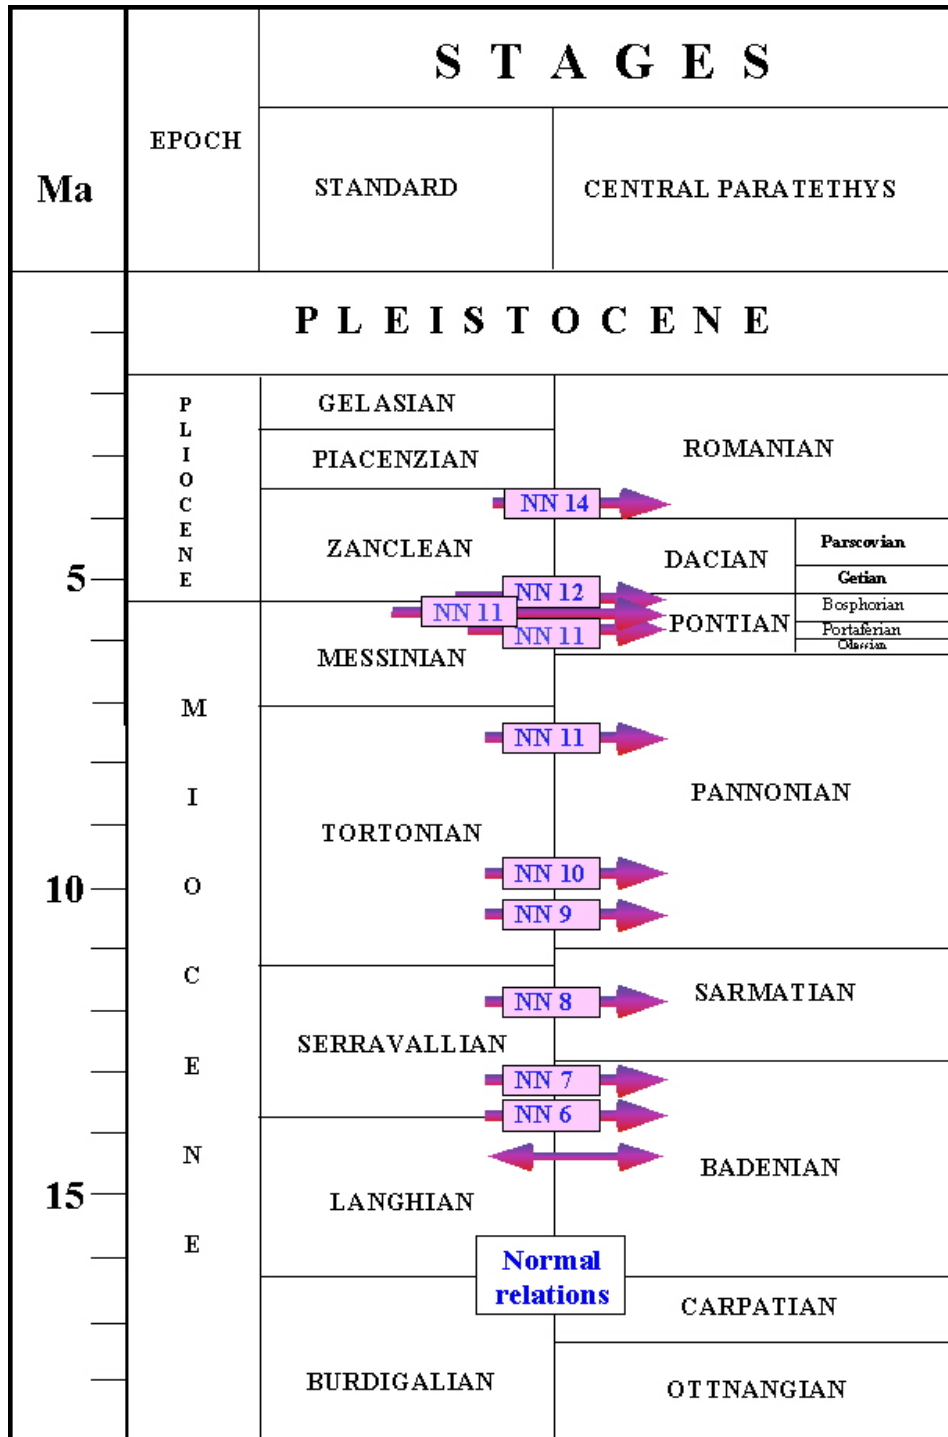 S T A G E S
EPOCH
Ma
STANDARD
CENTRAL PARATETHYS
P L E I S T O C E N E
PLIOCENE
GELASIAN
ROMANIAN
PIACENZIAN
NN 14
ZANCLEAN
DACIAN
Parscovian
5
Getian
NN 12
Bosphorian
NN 11
PONTIAN
Portaferian
NN 11
MESSINIAN
M I O C E N E
NN 11
PANNONIAN
TORTONIAN
NN 10
10
NN 9
SARMATIAN
NN 8
SERRAVALLIAN
NN 7
NN 6
BADENIAN
15
LANGHIAN
Normal
relations
CARPATIAN
BURDIGALIAN
OTTNANGIAN